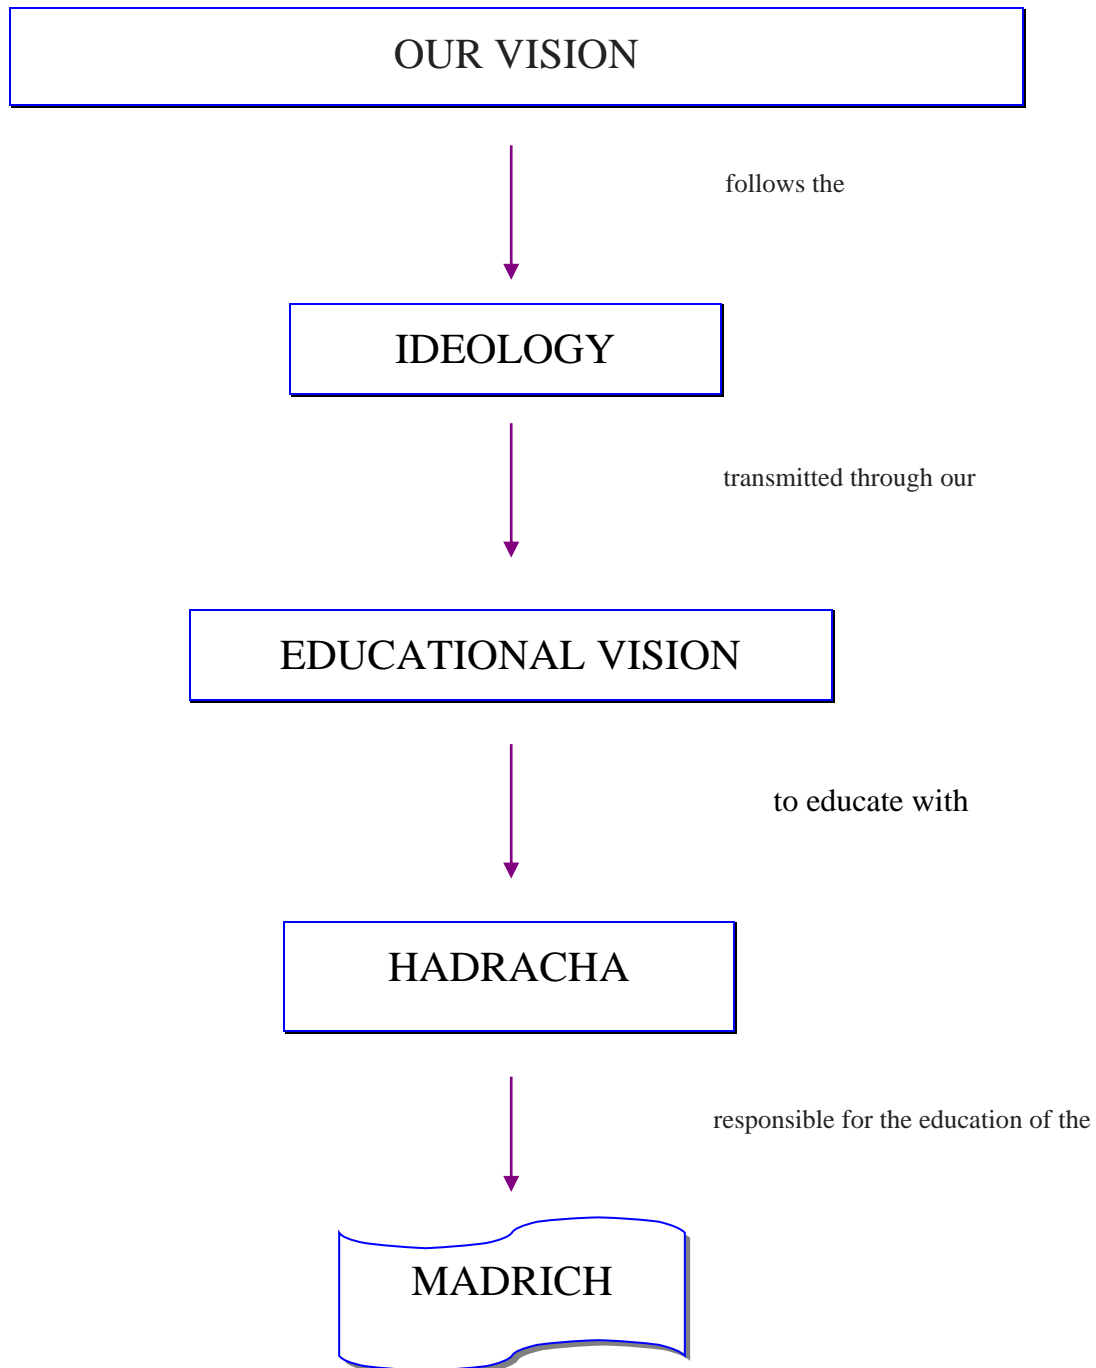 OUR VISION
follows the
IDEOLOGY
transmitted through our
EDUCATIONAL VISION
to educate with
HADRACHA
responsible for the education of the
MADRICH